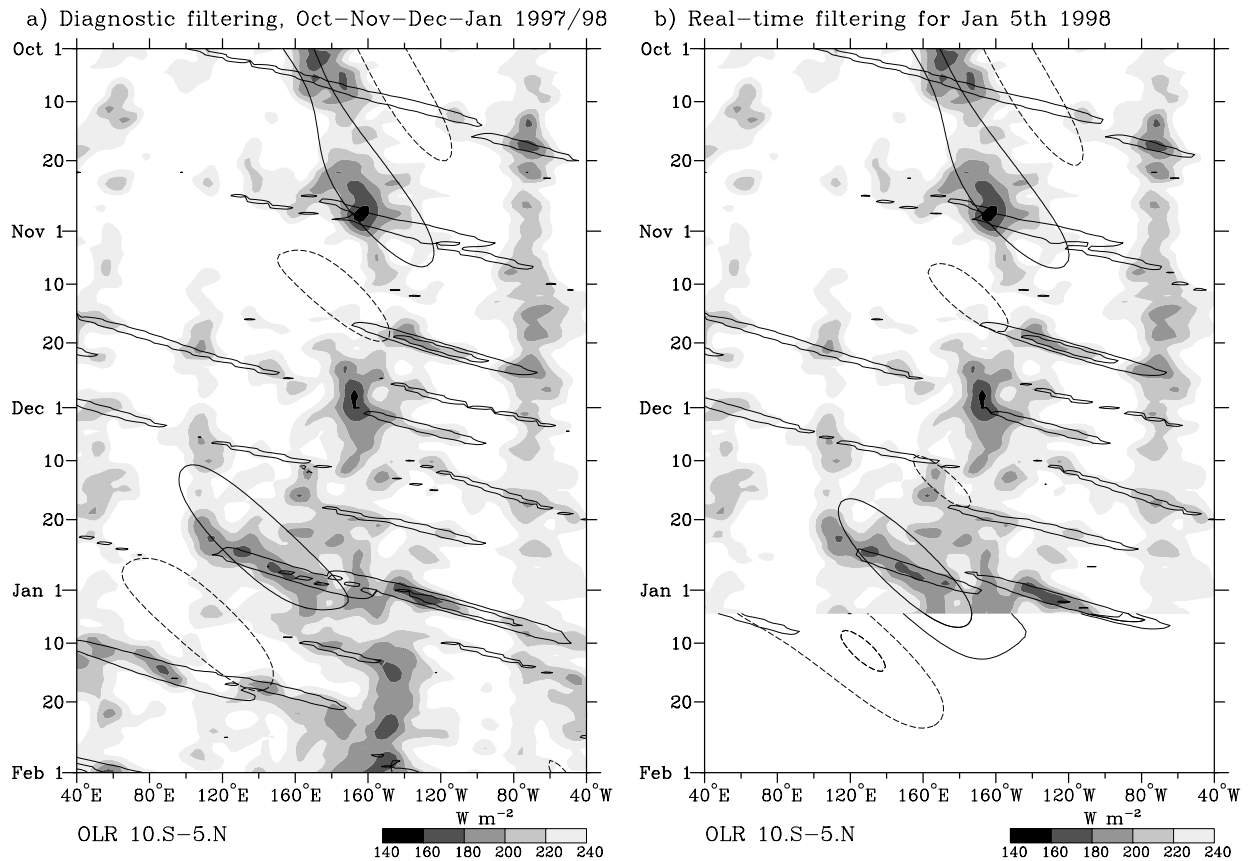 a) Diagnostic filtering, Oct−Nov−Dec−Jan 1997/98
b) Real−time filtering for Jan 5th 1998
Oct 1
10
20
Nov 1
10
20
Dec 1
10
20
Jan 1
10
20
Feb 1
40°E 80°E 120°E 160°E 160°W 120°W 80°W 40°W
OLR 10.S−5.N
W m−2
140 160 180 200 220 240
Oct 1
10
20
Nov 1
10
20
Dec 1
10
20
Jan 1
10
20
Feb 1
40°E 80°E 120°E 160°E 160°W 120°W 80°W 40°W
OLR 10.S−5.N
W m−2
140 160 180 200 220 240